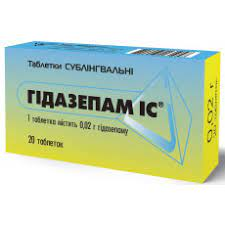 Таблетки СУБЛІНГВАЛЬНІ
ГІДАЗЕПАМ ІС®
1 таблетка містить 0,02 г гідазепаму
20 таблеток
0,02 г